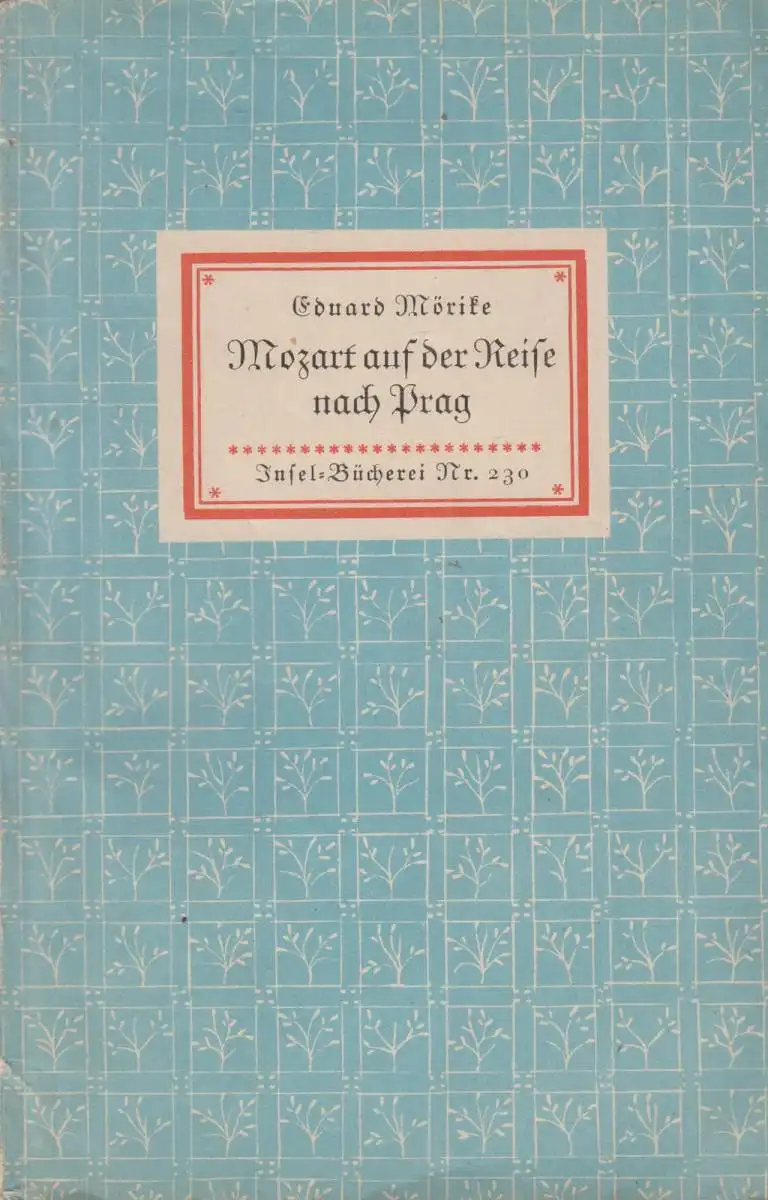 Eduard Mörike
Mozart auf der Reise
nach Prag
*********************
Insel-Bücherei Nr. 230